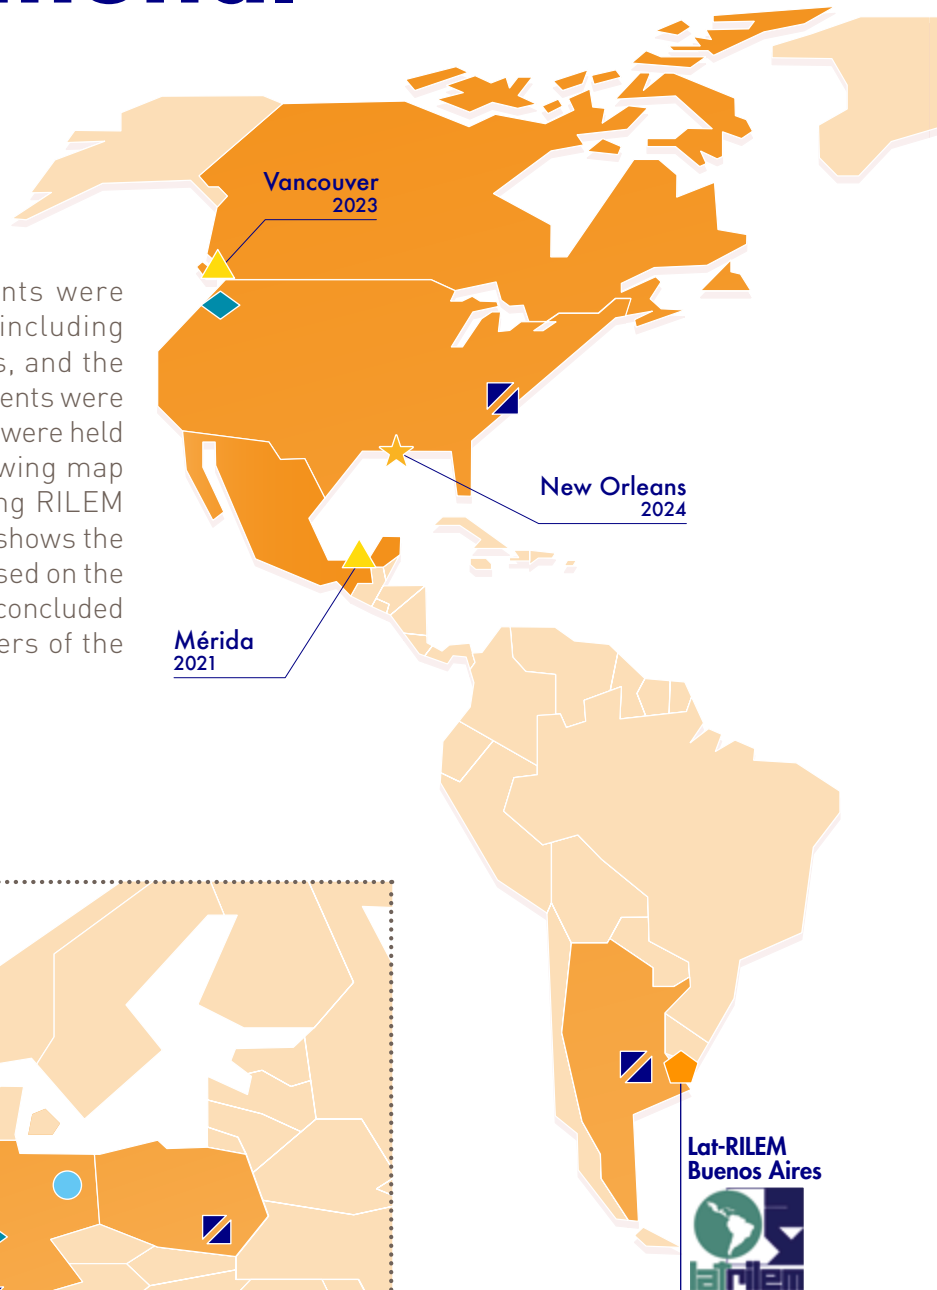 Vancouver
2023
nts were
including
s, and the
ents were
were held
wing map
ng RILEM
shows the
sed on the
concluded
ers of the
New Orleans
2024
Mérida
2021
Lat-RILEM
Buenos Aires
latrilem